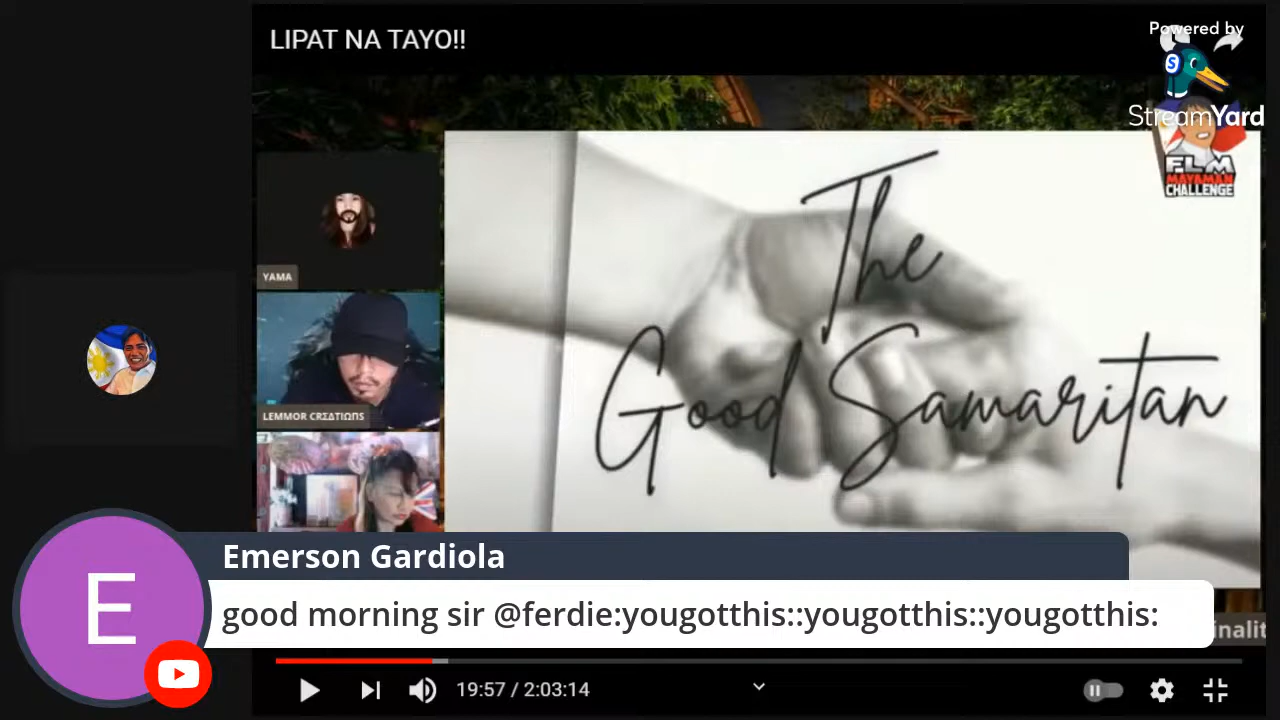 LIPAT NA TAYO!!
Powered by
StreamYard
FLM
MAYAMAN
CHALLENGE
The
Good Samaritan
YAMA
LEMMOR CRΣΔTIΩΠS
E
Emerson Gardiola
good morning sir @ferdie:yougotthis::yougotthis::yougotthis:
19:57 / 2:03:14